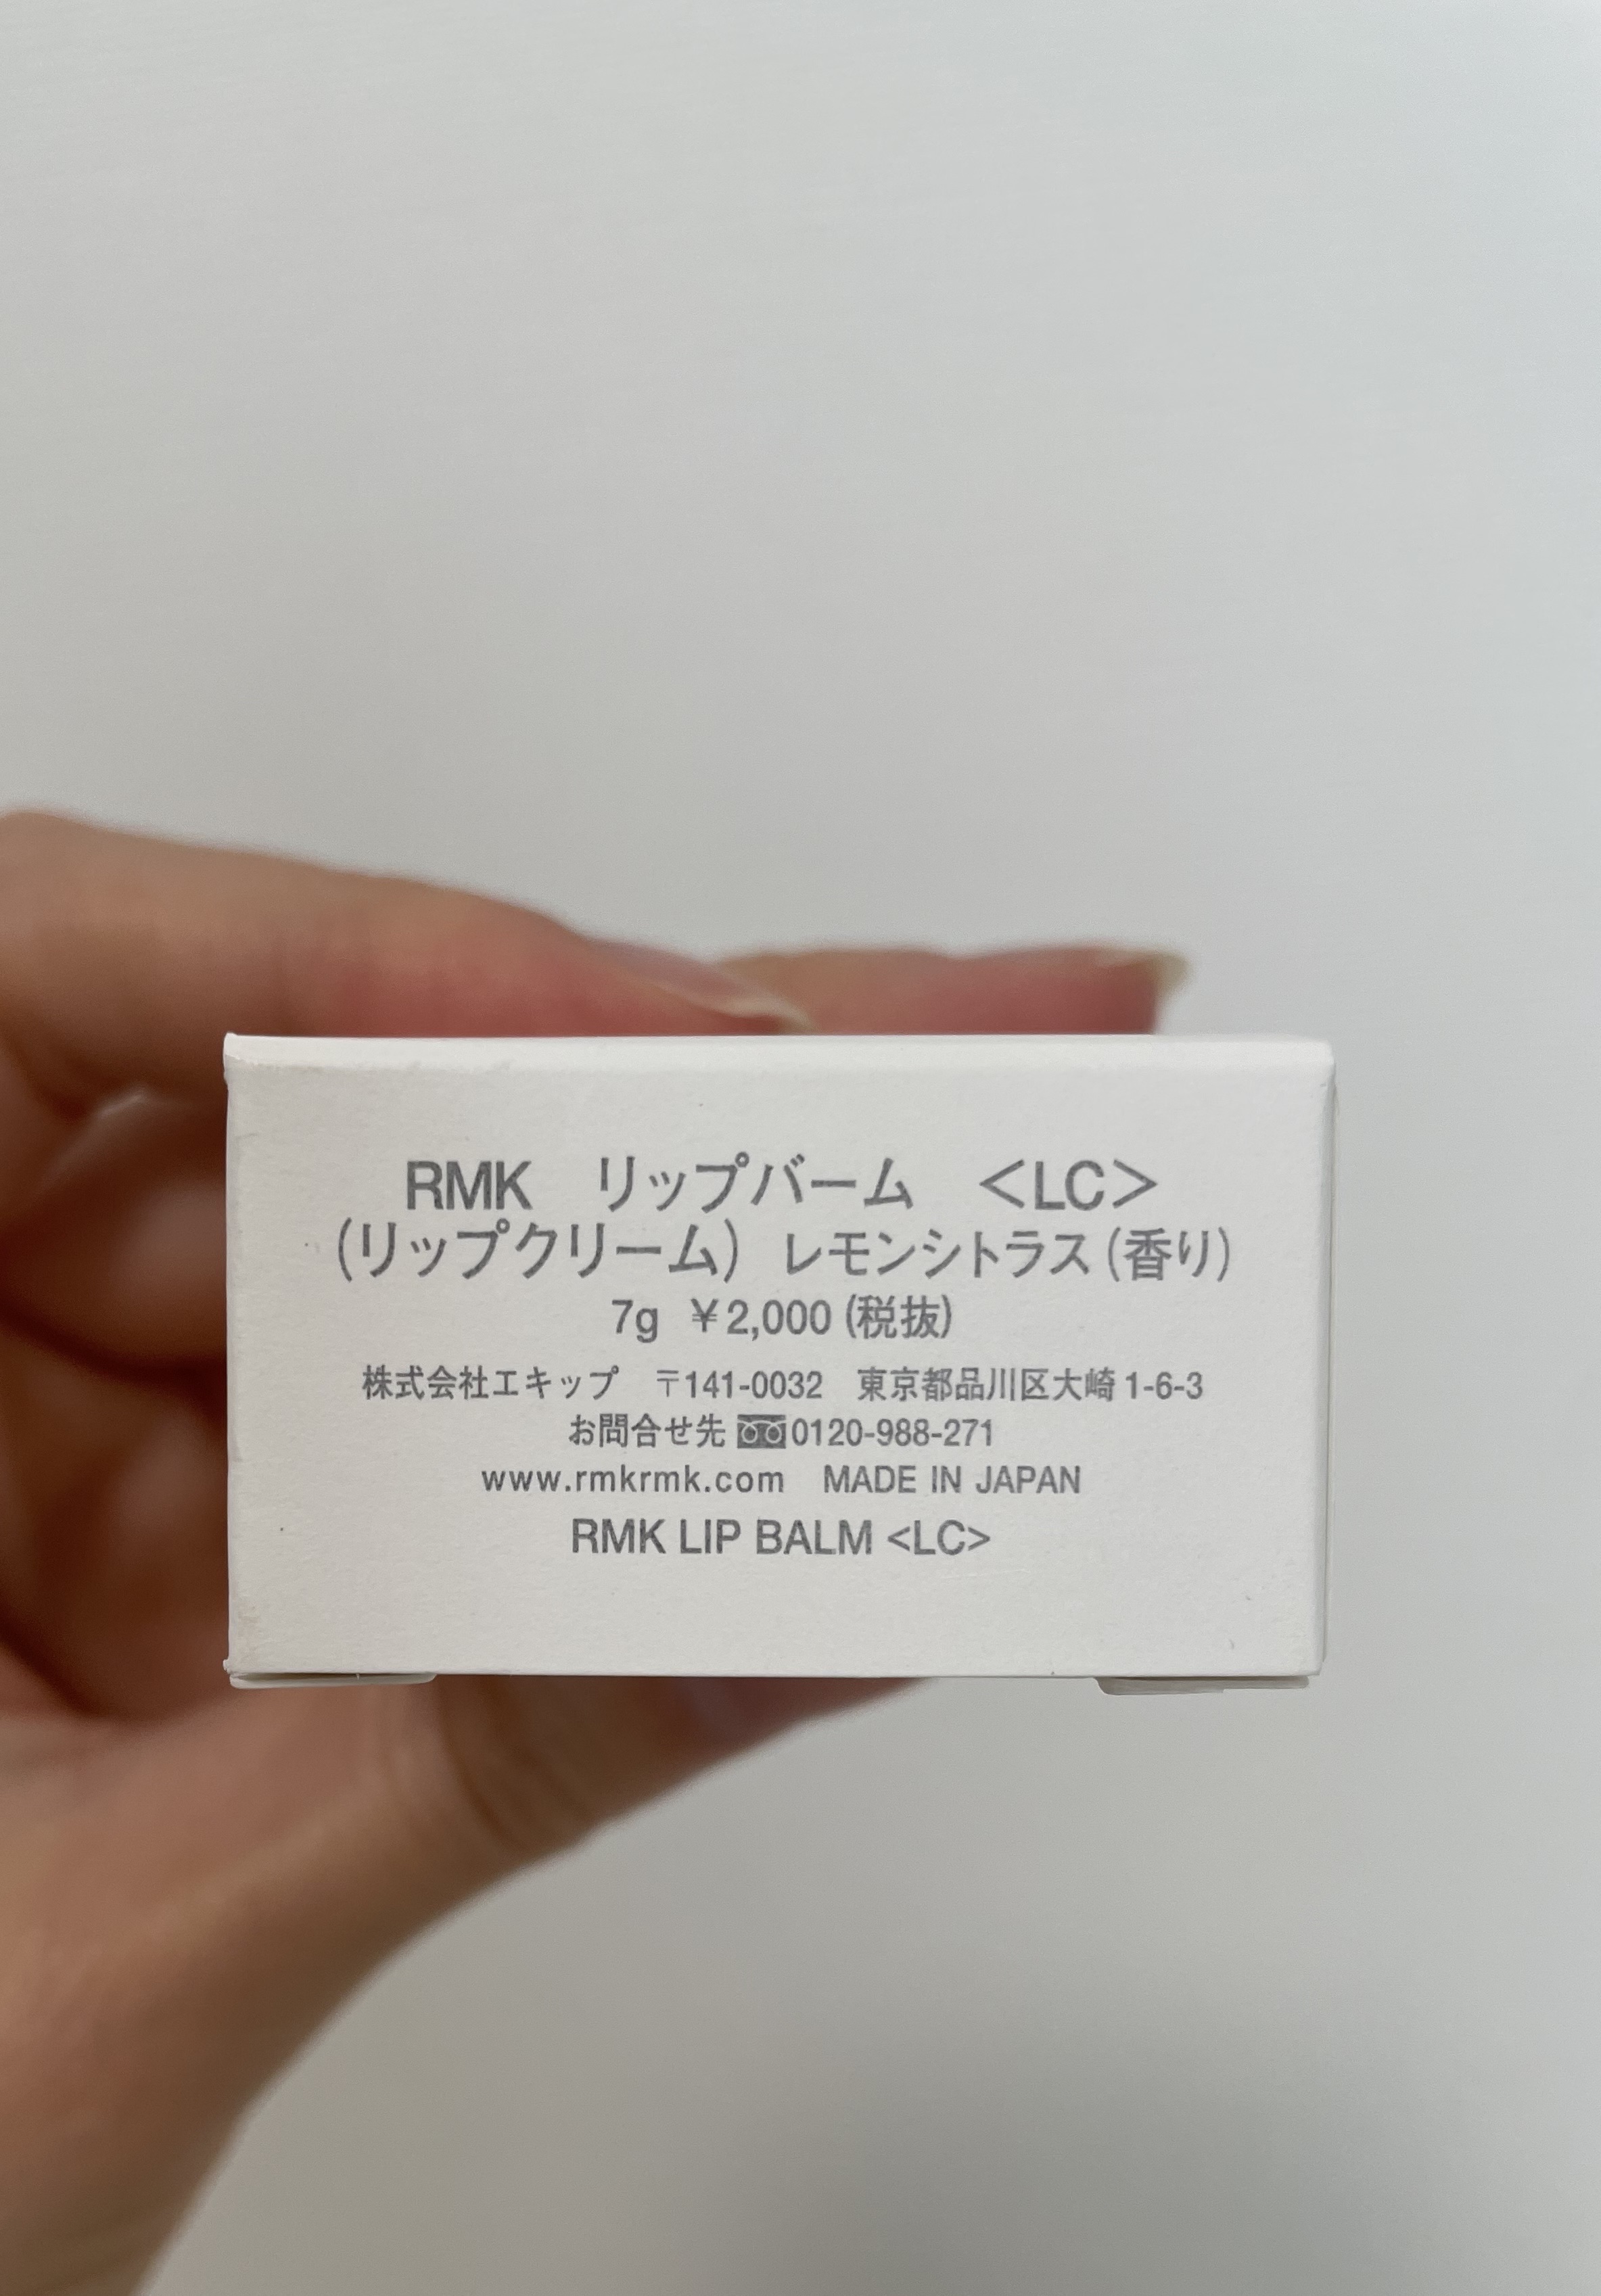 RMK　リップバーム　＜LC＞
(リップクリーム)　レモンシトラス(香り)
7g ￥2,000 (税抜)
株式会社エキップ　〒141-0032　東京都品川区大崎 1-6-3
お問合せ先 0120-988-271
www.rmkrmk.com　MADE IN JAPAN
RMK LIP BALM <LC>